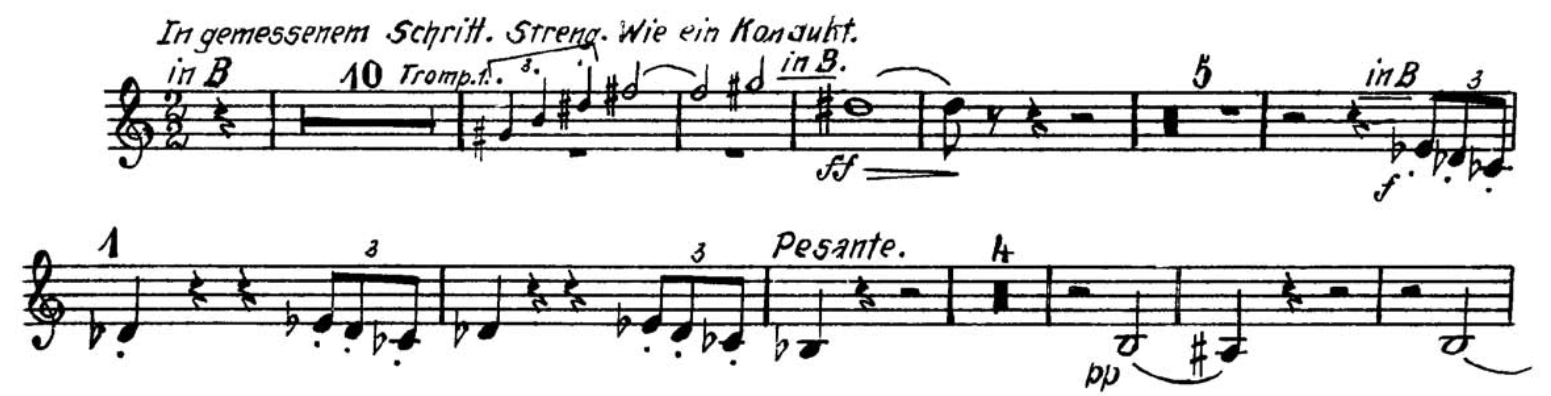 In gemessenem Schritt. Streng. Wie ein Kondukt.
in B 10 Tromp.1. 3. in B. 5 in B 3
ff f
1 3 3 Pesante. 4
pp